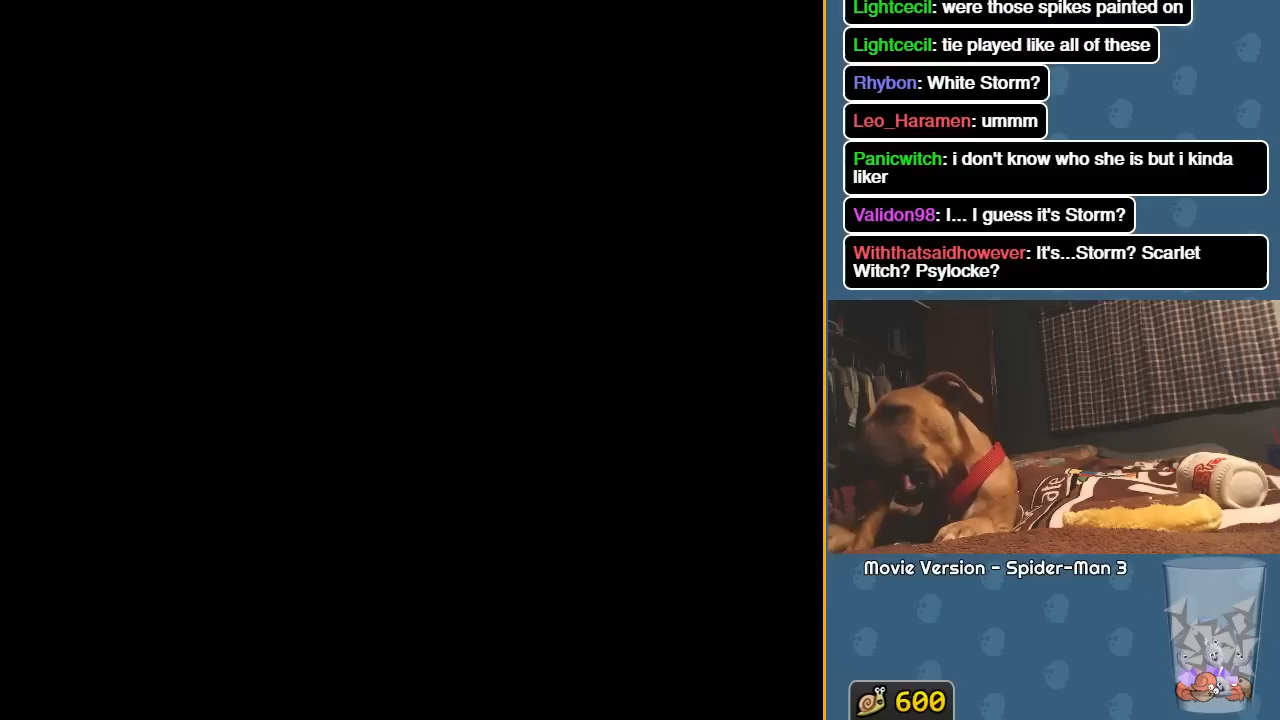 Lightcecil: were those spikes painted on
Lightcecil: tie played like all of these
Rhybon: White Storm?
Leo_Haramen: ummm
Panicwitch: i don't know who she is but i kinda
liker
Validon98: I... I guess it's Storm?
Withthatsaidhowever: It's...Storm? Scarlet
Witch? Psylocke?
Movie Version - Spider-Man 3
600